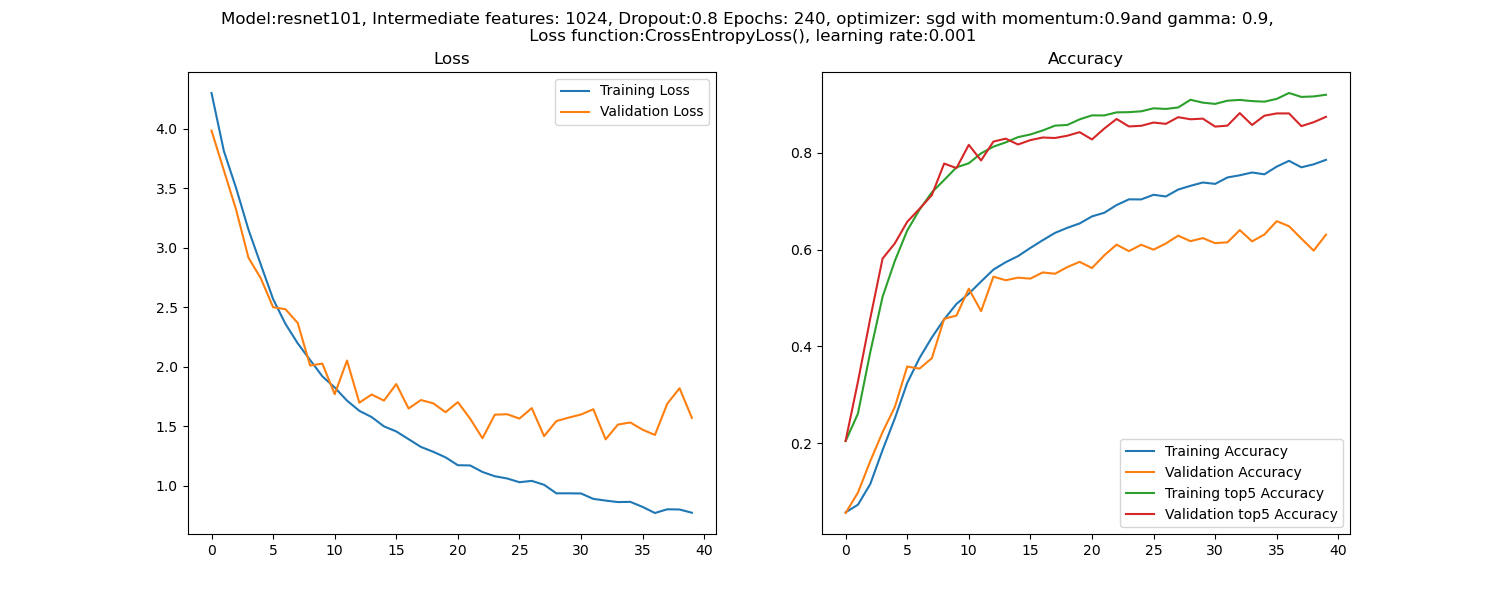 Model:resnet101, Intermediate features: 1024, Dropout:0.8 Epochs: 240, optimizer: sgd with momentum:0.9and gamma: 0.9,
Loss function:CrossEntropyLoss(), learning rate:0.001
Loss
Training Loss
Validation Loss
4.0
3.5
3.0
2.5
2.0
1.5
1.0
0 5 10 15 20 25 30 35 40
Accuracy
0.8
0.6
0.4
0.2
Training Accuracy
Validation Accuracy
Training top5 Accuracy
Validation top5 Accuracy
0 5 10 15 20 25 30 35 40